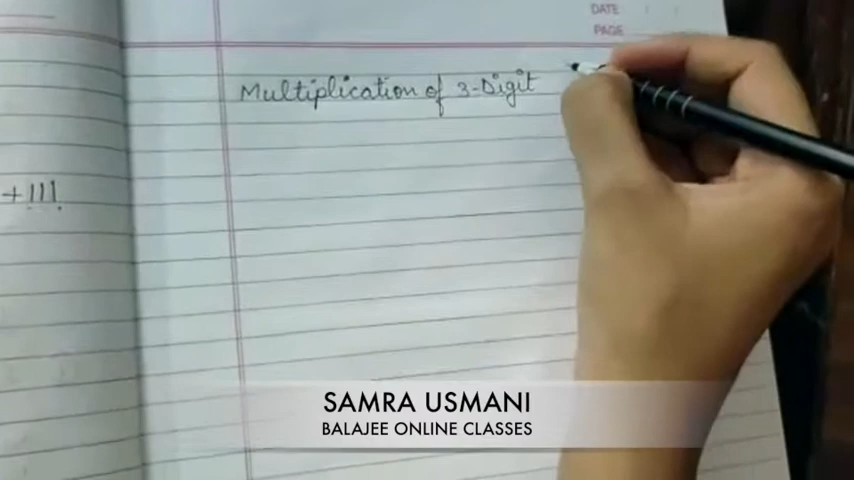 DATE
PAGE
Multiplication of 3-Digit
+111
SAMRA USMANI
BALAJEE ONLINE CLASSES